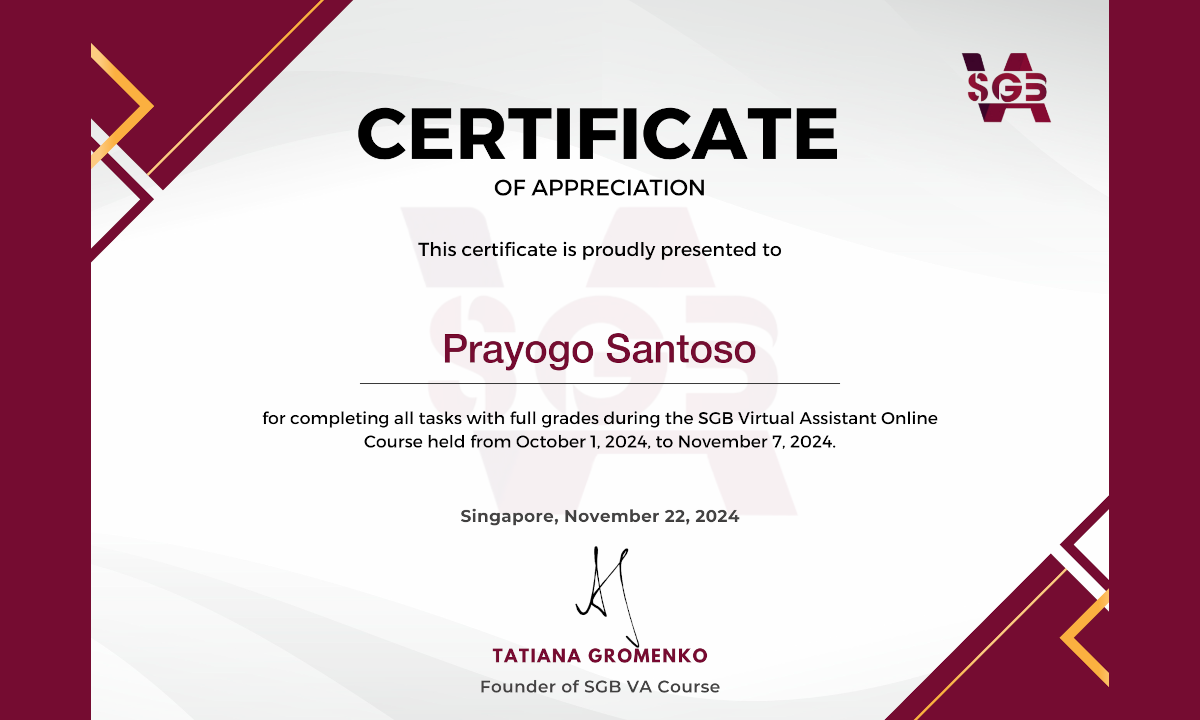 VA
SGB
CERTIFICATE
OF APPRECIATION
This certificate is proudly presented to
Prayogo Santoso
for completing all tasks with full grades during the SGB Virtual Assistant Online
Course held from October 1, 2024, to November 7, 2024.
Singapore, November 22, 2024
TATIANA GROMENKO
Founder of SGB VA Course